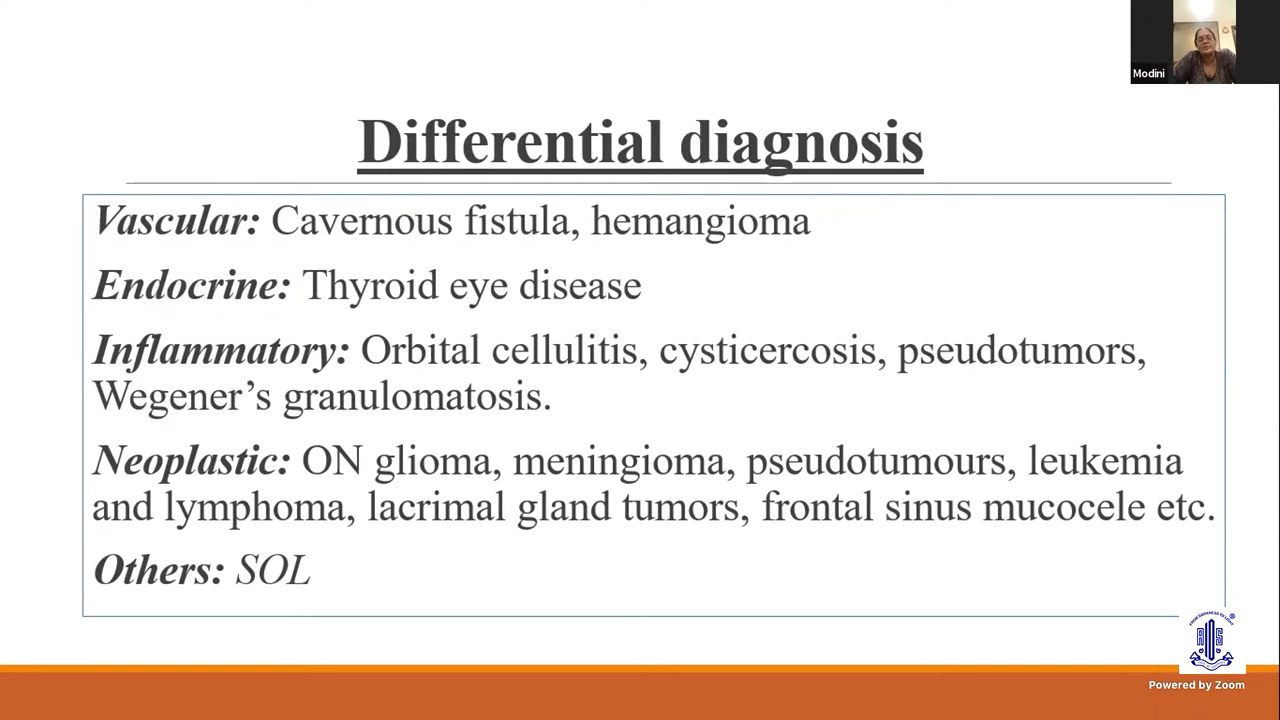 Modini
Differential diagnosis
Vascular: Cavernous fistula, hemangioma
Endocrine: Thyroid eye disease
Inflammatory: Orbital cellulitis, cysticercosis, pseudotumors,
Wegener’s granulomatosis.
Neoplastic: ON glioma, meningioma, pseudotumours, leukemia
and lymphoma, lacrimal gland tumors, frontal sinus mucocele etc.
Others: SOL
Powered by Zoom